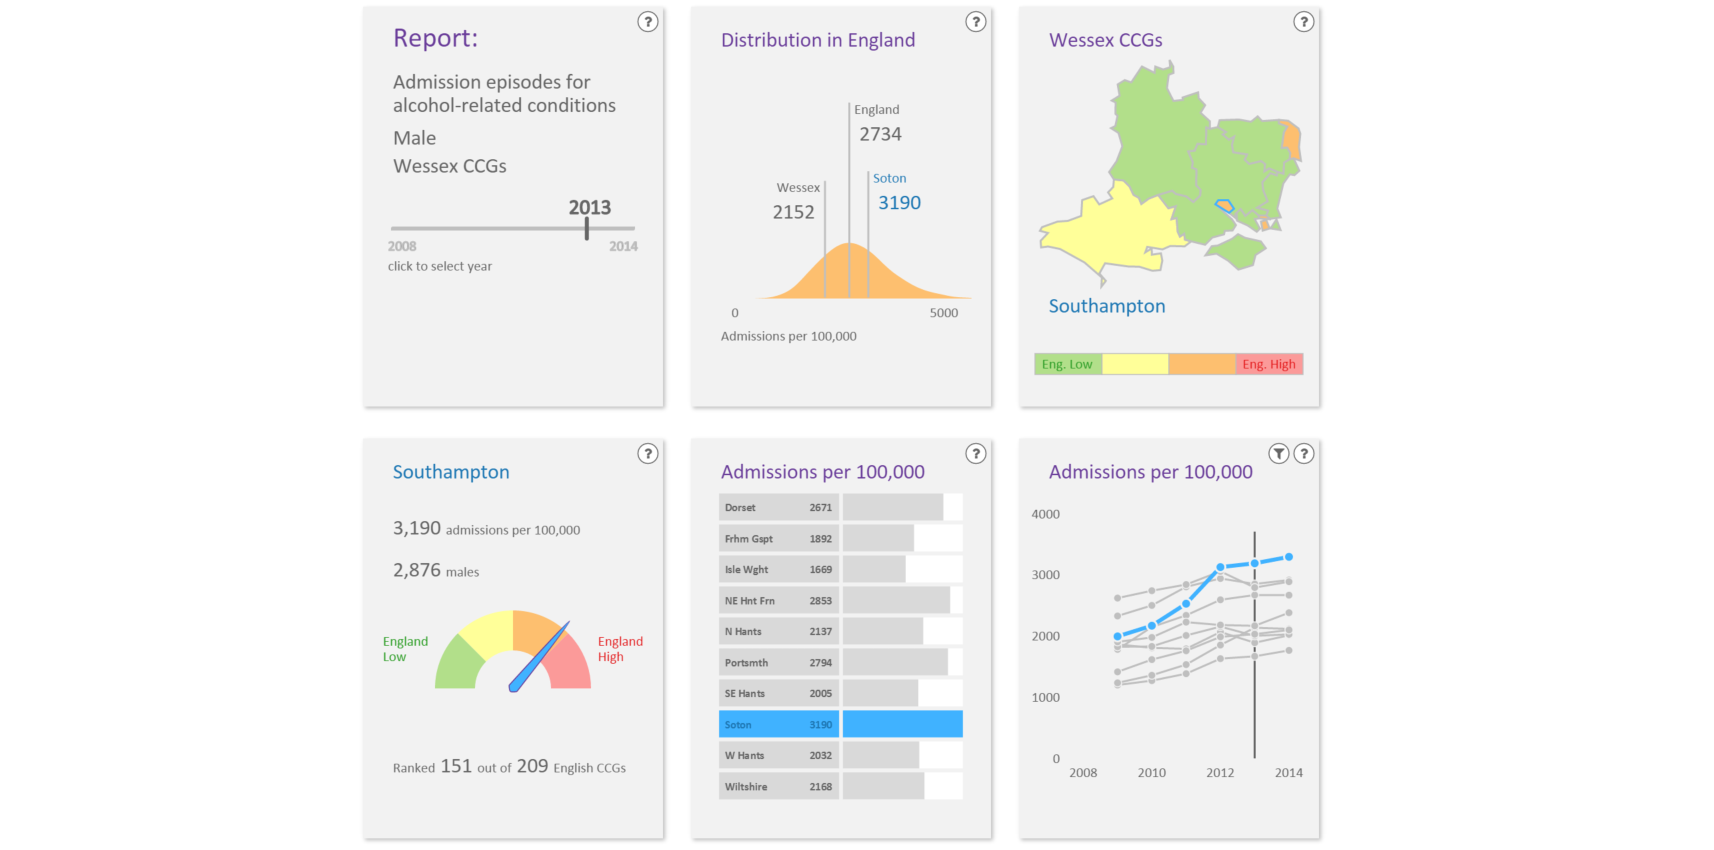 Report:
?
Admission episodes for
alcohol-related conditions
Male
Wessex CCGs
2013
2008
2014
click to select year
Distribution in England
?
England
2734
Soton
3190
Wessex
2152
0
5000
Admissions per 100,000
Wessex CCGs
?
Southampton
Eng. Low
Eng. High
Southampton
?
3,190 admissions per 100,000
2,876 males
England
Low
England
High
Ranked 151 out of 209 English CCGs
Admissions per 100,000
?
Dorset 2671
Frhm Gspt 1892
Isle Wght 1669
NE Hnt Frn 2853
N Hants 2137
Portsmth 2794
SE Hants 2005
Soton 3190
W Hants 2032
Wiltshire 2168
Admissions per 100,000
?
4000
3000
2000
1000
0
2008 2010 2012 2014